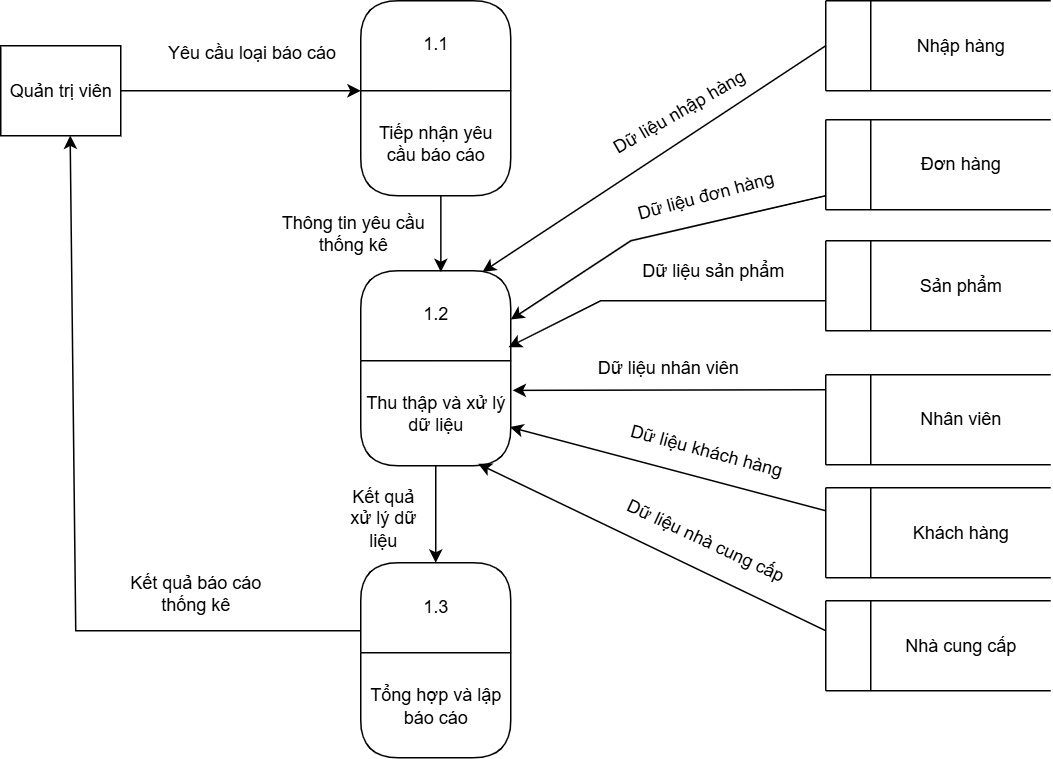 Quản trị viên
Yêu cầu loại báo cáo
1.1
Tiếp nhận yêu
cầu báo cáo
Thông tin yêu cầu
thống kê
1.2
Thu thập và xử lý
dữ liệu
Kết quả
xử lý dữ
liệu
1.3
Tổng hợp và lập
báo cáo
Kết quả báo cáo
thống kê
Dữ liệu nhập hàng
Nhập hàng
Dữ liệu đơn hàng
Đơn hàng
Dữ liệu sản phẩm
Sản phẩm
Dữ liệu nhân viên
Nhân viên
Dữ liệu khách hàng
Khách hàng
Dữ liệu nhà cung cấp
Nhà cung cấp